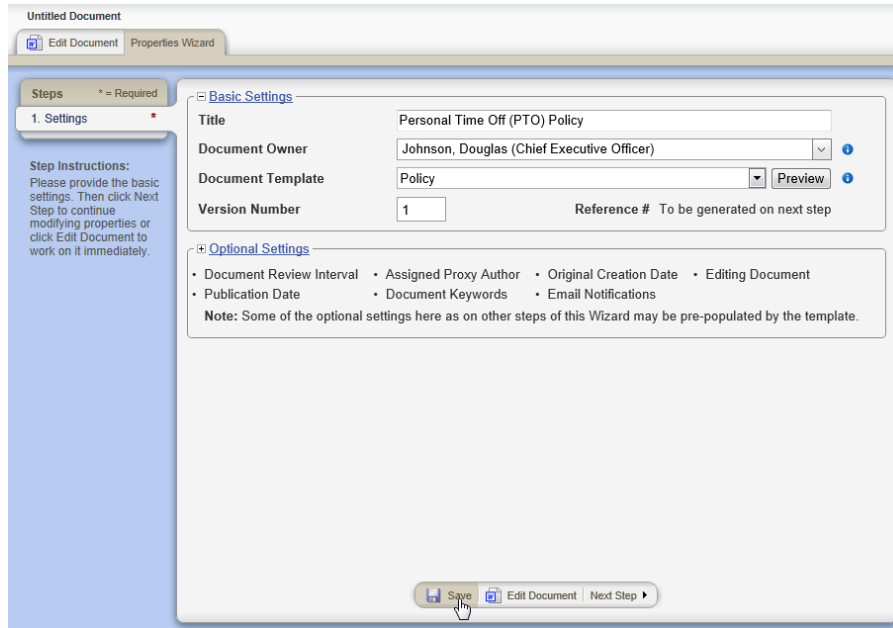 Untitled Document
Edit Document Properties Wizard
Steps * = Required
1. Settings *
Step Instructions:
Please provide the basic
settings. Then click Next
Step to continue
modifying properties or
click Edit Document to
work on it immediately.
Basic Settings
Title Personal Time Off (PTO) Policy
Document Owner Johnson, Douglas (Chief Executive Officer)
Document Template Policy Preview
Version Number 1 Reference # To be generated on next step
Optional Settings
• Document Review Interval • Assigned Proxy Author • Original Creation Date • Editing Document
• Publication Date • Document Keywords • Email Notifications
Note: Some of the optional settings here as on other steps of this Wizard may be pre-populated by the template.
Save Edit Document Next Step